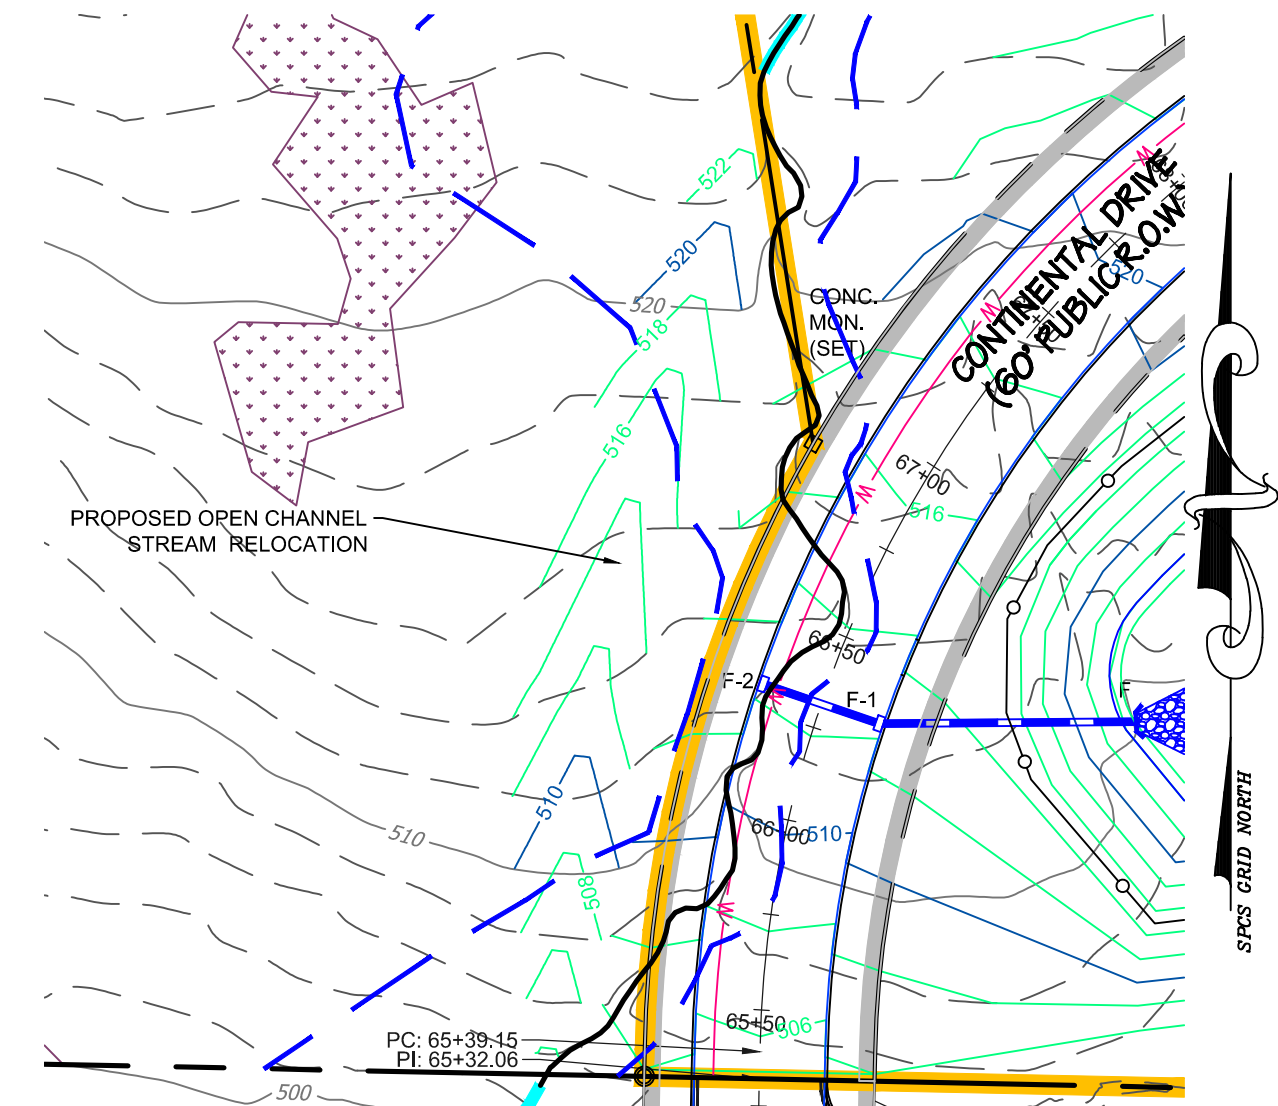 522
520
520
518
CONC.
MON.
(SET)
CONTINENTAL DRIVE
(60' PUBLIC R.O.W.
520
W
W
516
67+00
W
516
PROPOSED OPEN CHANNEL
STREAM RELOCATION
66+50
F-2
W
F-1
F
510
510
66+00
510
508
W
65+50
506
PC: 65+39.15
PI: 65+32.06
500
SPCS GRID NORTH